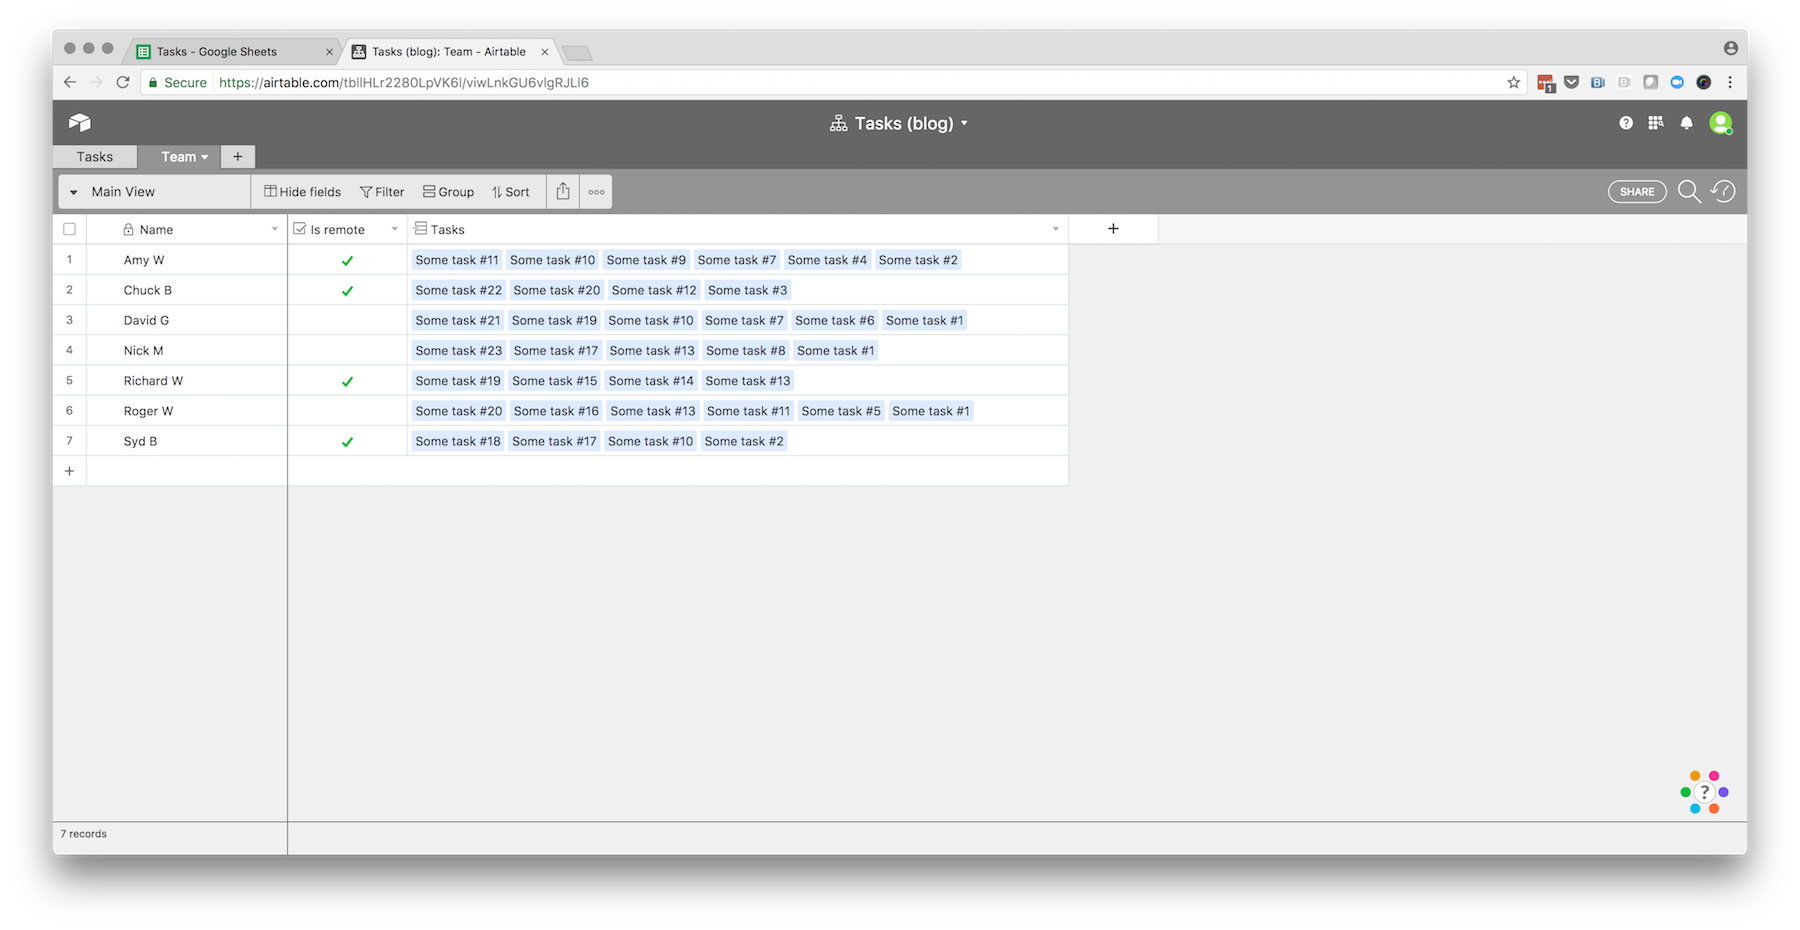 Tasks - Google Sheets
Tasks (blog): Team - Airtable
Secure https://airtable.com/tbllHLr2280LpVK6l/viwLnkGU6vlgRJLl6
1
Tasks (blog)
Tasks Team +
Main View Hide fields Filter Group Sort SHARE
Name Is remote Tasks +
1 Amy W Some task #11 Some task #10 Some task #9 Some task #7 Some task #4 Some task #2
2 Chuck B Some task #22 Some task #20 Some task #12 Some task #3
3 David G Some task #21 Some task #19 Some task #10 Some task #7 Some task #6 Some task #1
4 Nick M Some task #23 Some task #17 Some task #13 Some task #8 Some task #1
5 Richard W Some task #19 Some task #15 Some task #14 Some task #13
6 Roger W Some task #20 Some task #16 Some task #13 Some task #11 Some task #5 Some task #1
7 Syd B Some task #18 Some task #17 Some task #10 Some task #2
+
?
7 records